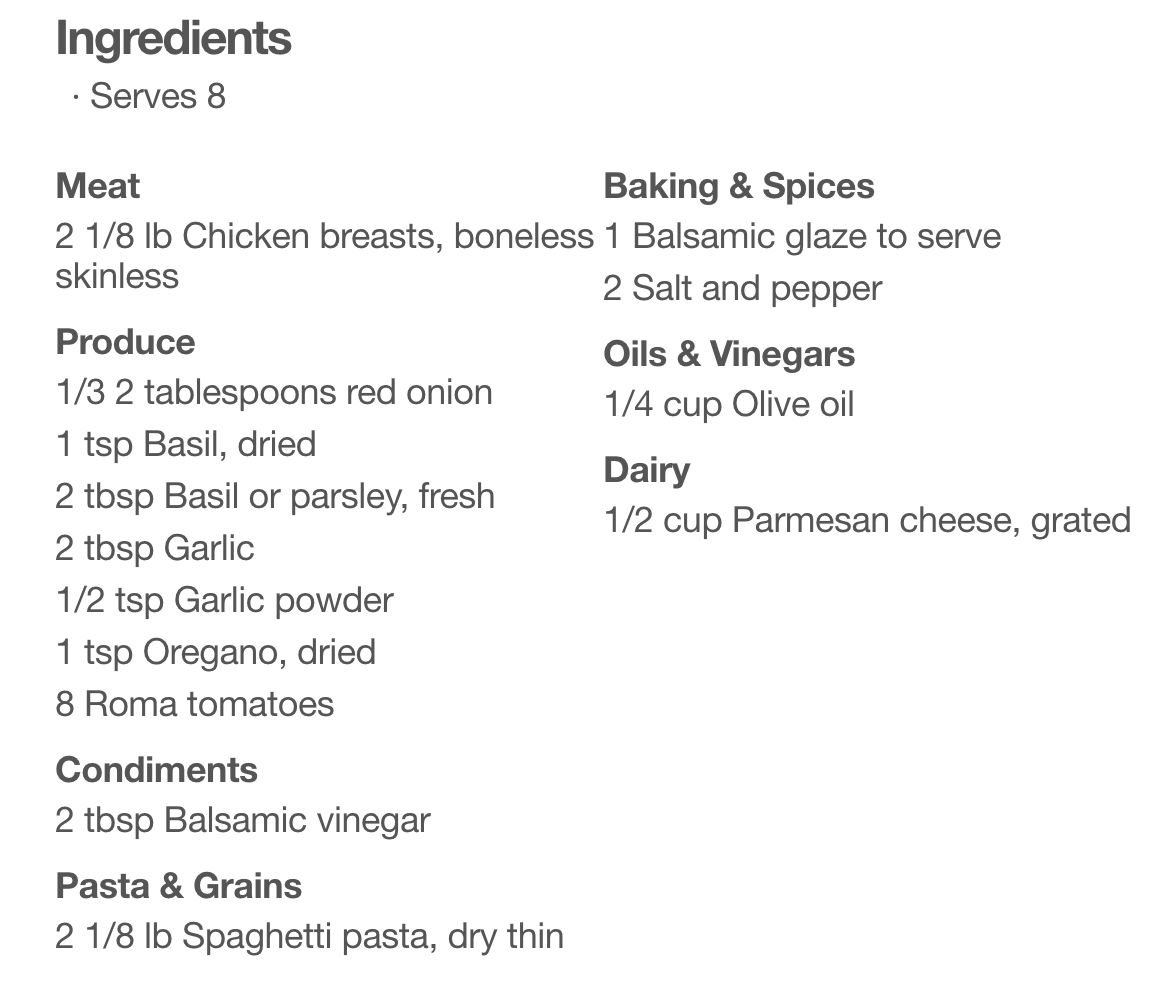 Ingredients
· Serves 8
Meat
2 1/8 lb Chicken breasts, boneless
skinless
Produce
1/3 2 tablespoons red onion
1 tsp Basil, dried
2 tbsp Basil or parsley, fresh
2 tbsp Garlic
1/2 tsp Garlic powder
1 tsp Oregano, dried
8 Roma tomatoes
Condiments
2 tbsp Balsamic vinegar
Pasta & Grains
2 1/8 lb Spaghetti pasta, dry thin
Baking & Spices
1 Balsamic glaze to serve
2 Salt and pepper
Oils & Vinegars
1/4 cup Olive oil
Dairy
1/2 cup Parmesan cheese, grated